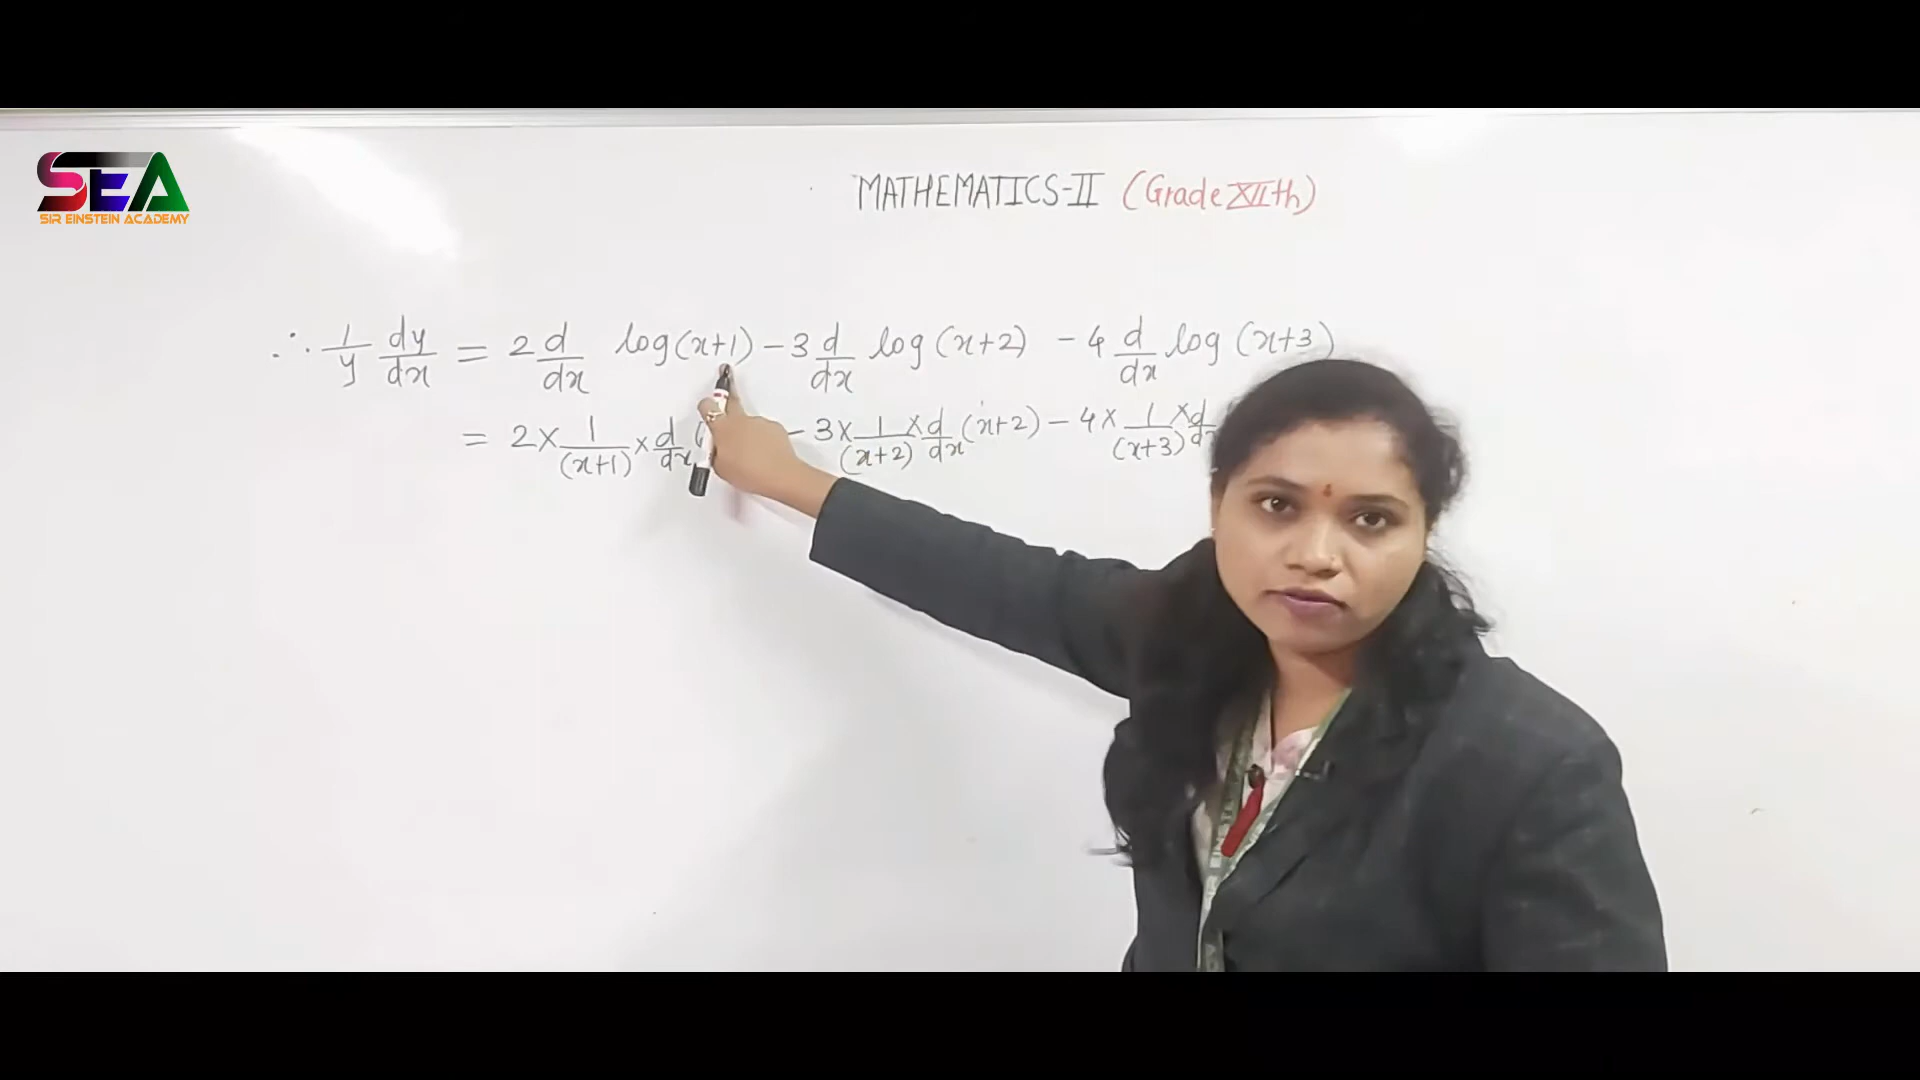 SEA
SIR EINSTEIN ACADEMY
MATHEMATICS-II (Grade XIIth)
∴ 1/y dy/dx = 2 d/dx log(x+1) - 3 d/dx log(x+2) - 4 d/dx log(x+3)
= 2 × 1/(x+1) × d/dx ( - 3 × 1/(x+2) × d/dx (x+2) - 4 × 1/(x+3) × d/dx